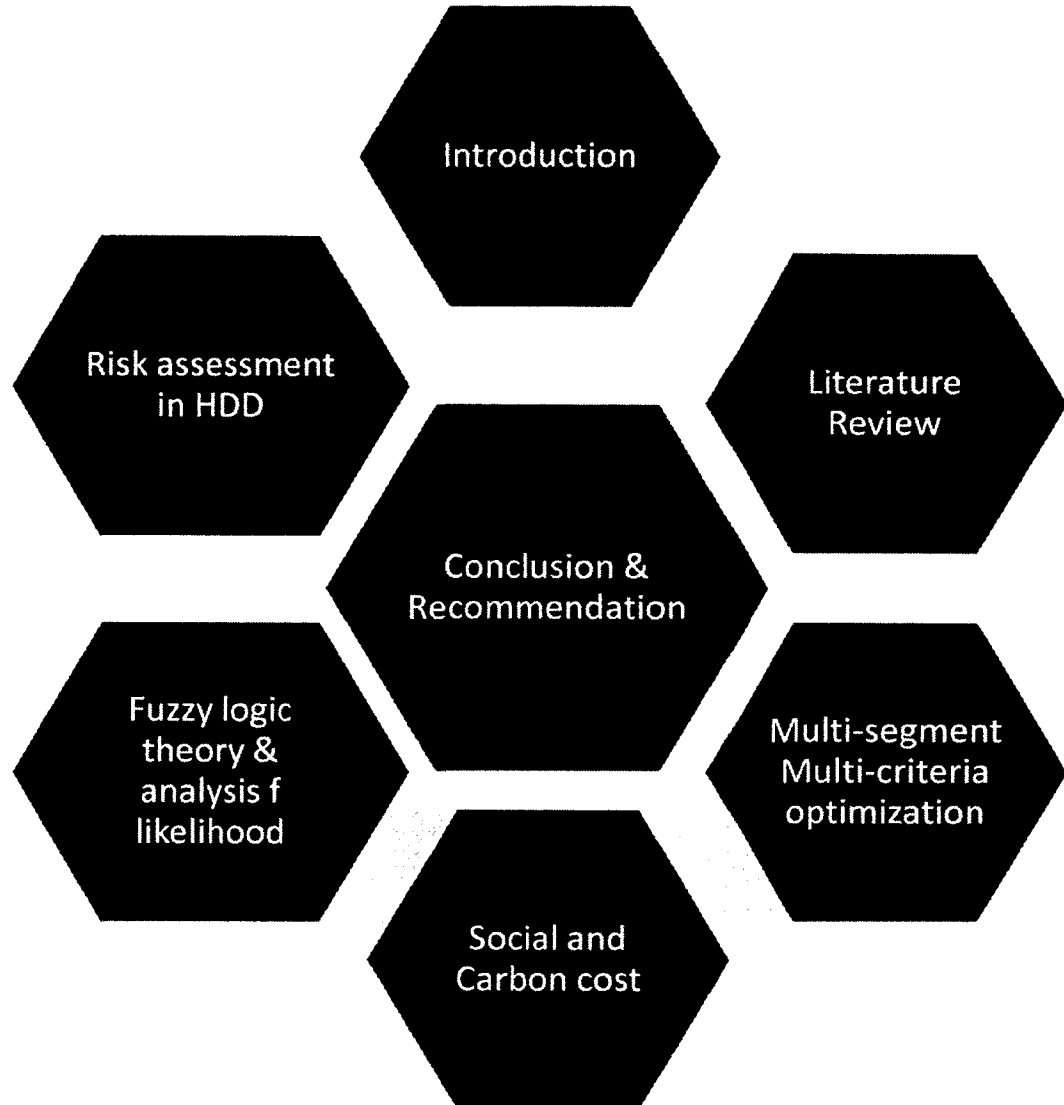 Introduction
Risk assessment
in HDD
Literature
Review
Conclusion &
Recommendation
Fuzzy logic
theory &
analysis f
likelihood
Multi-segment
Multi-criteria
optimization
Social and
Carbon cost